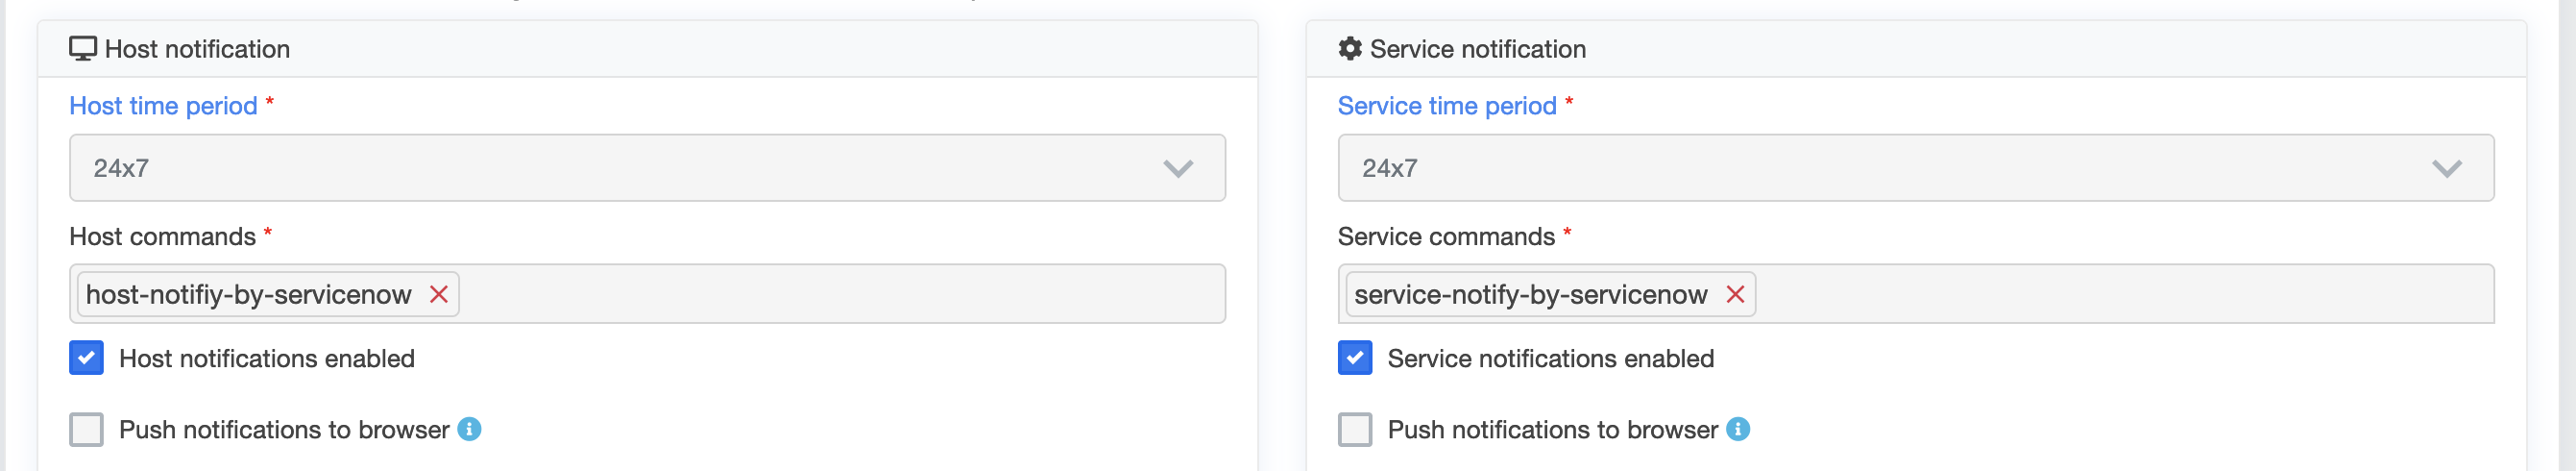 Host notification
Host time period *
24x7
Host commands *
host-notifiy-by-servicenow
Host notifications enabled
Push notifications to browser
Service notification
Service time period *
24x7
Service commands *
service-notify-by-servicenow
Service notifications enabled
Push notifications to browser